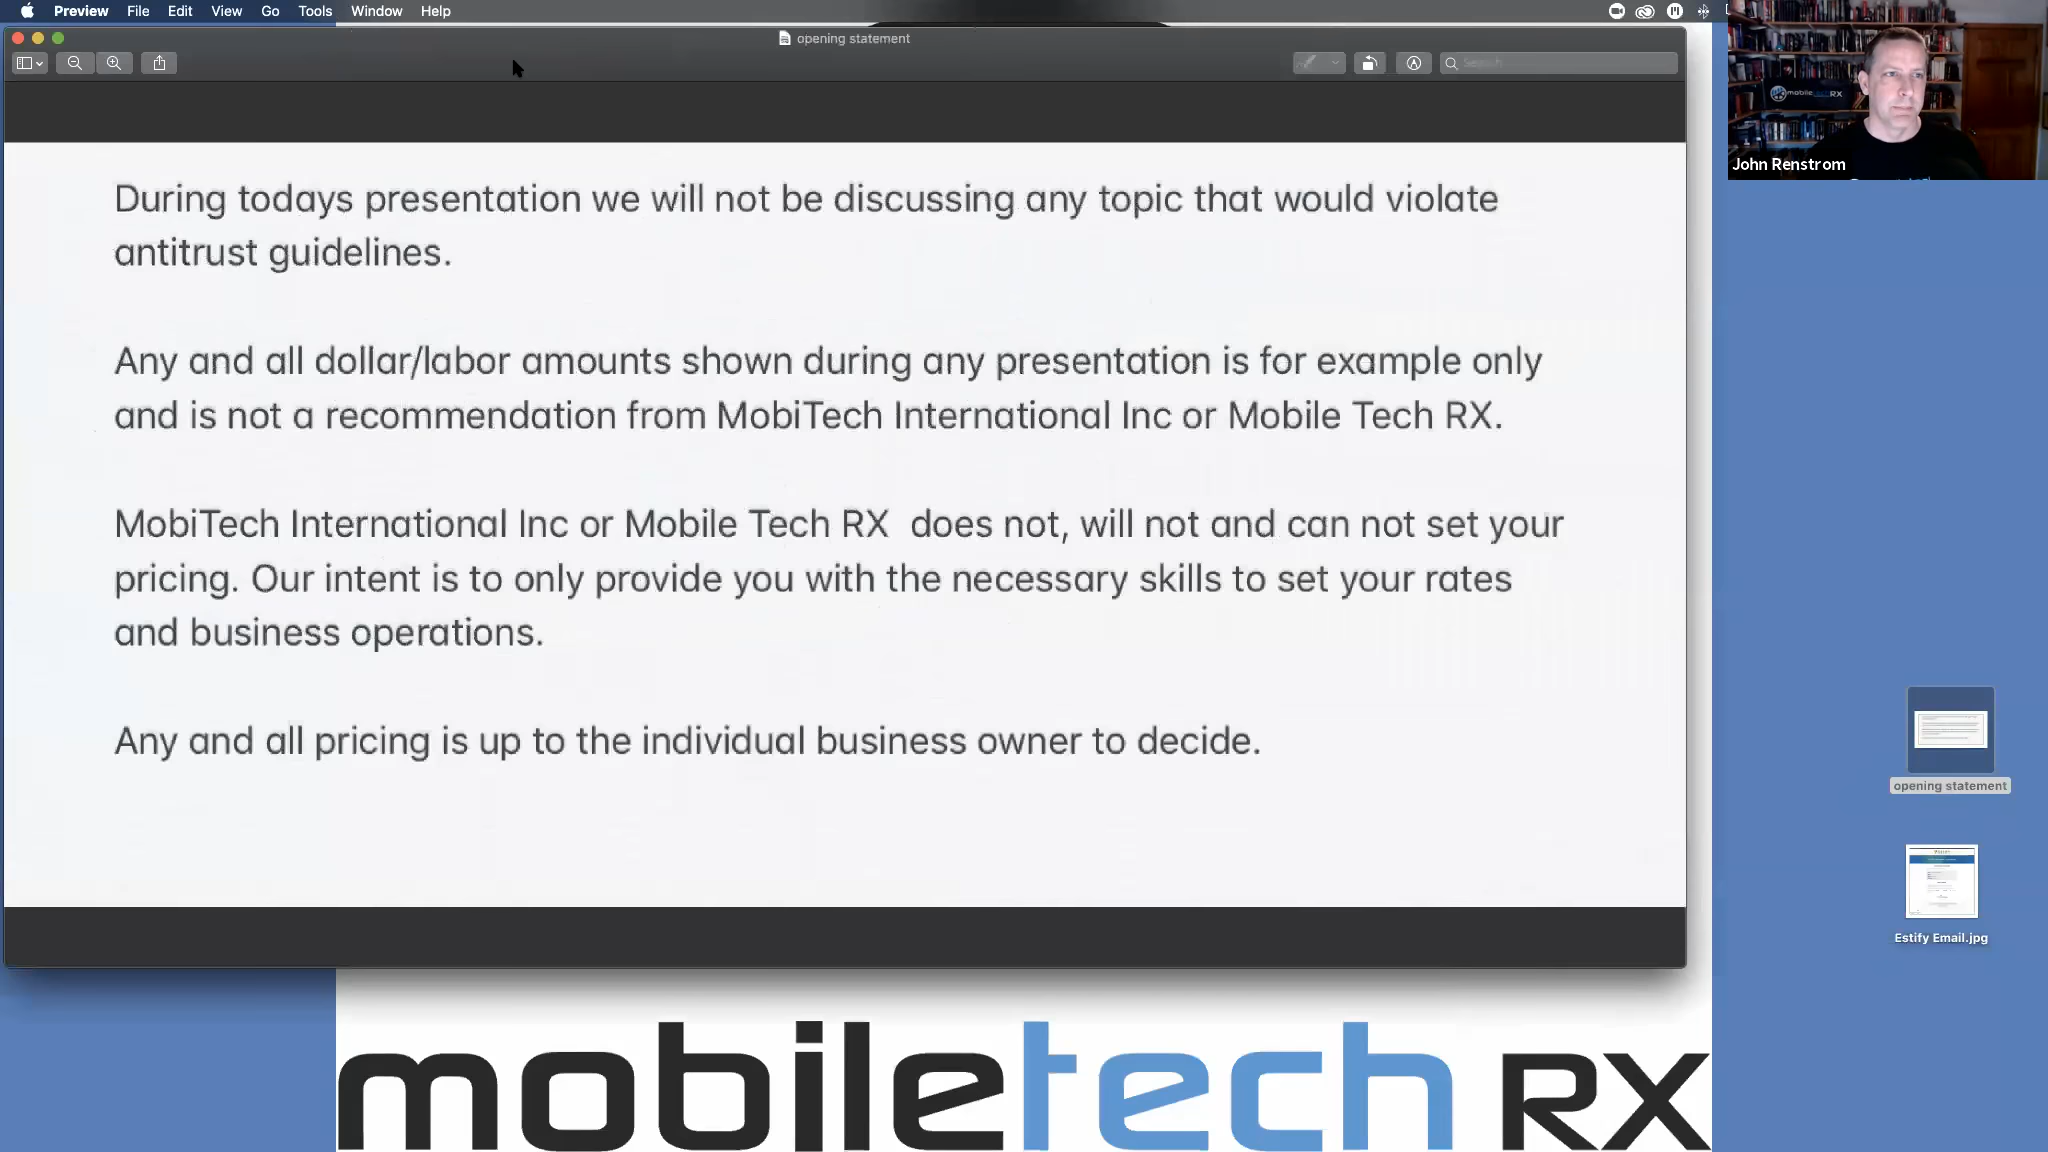 Preview File Edit View Go Tools Window Help
opening statement
Search
mobiletechRX
John Renstrom
During todays presentation we will not be discussing any topic that would violate
antitrust guidelines.
Any and all dollar/labor amounts shown during any presentation is for example only
and is not a recommendation from MobiTech International Inc or Mobile Tech RX.
MobiTech International Inc or Mobile Tech RX does not, will not and can not set your
pricing. Our intent is to only provide you with the necessary skills to set your rates
and business operations.
Any and all pricing is up to the individual business owner to decide.
opening statement
Estify Email.jpg
mobiletech RX